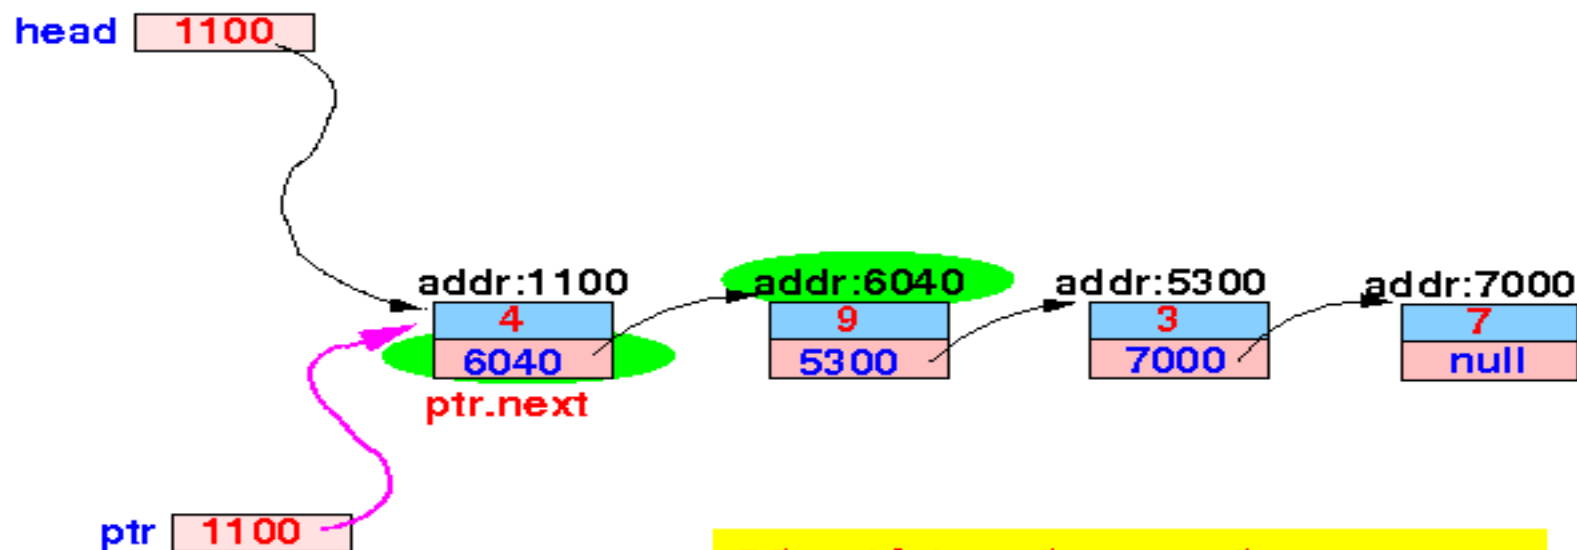 head 1100
addr:1100 addr:6040 addr:5300 addr:7000
4 9 3 7
6040 5300 7000 null
ptr.next
ptr 1100